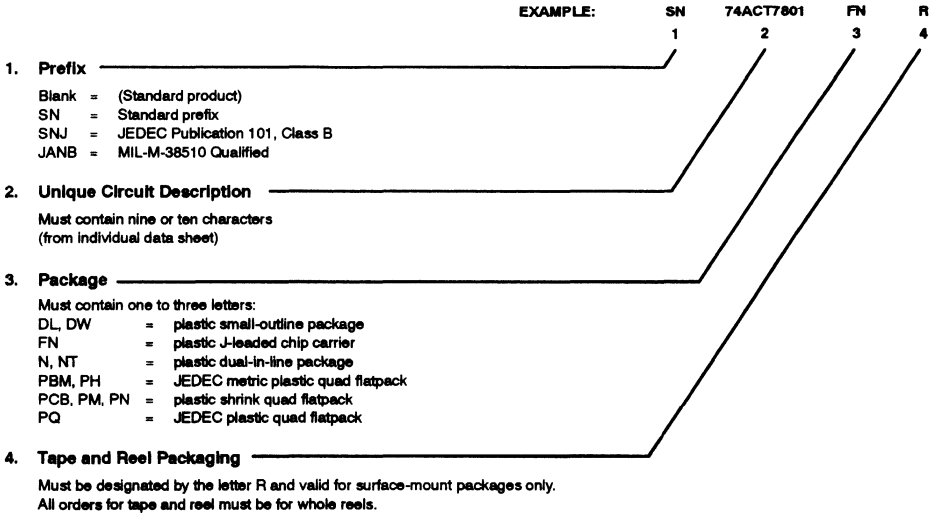 EXAMPLE: SN 74ACT7801 FN R
1 2 3 4
1. Prefix
Blank = (Standard product)
SN = Standard prefix
SNJ = JEDEC Publication 101, Class B
JANB = MIL-M-38510 Qualified
2. Unique Circuit Description
Must contain nine or ten characters
(from individual data sheet)
3. Package
Must contain one to three letters:
DL, DW = plastic small-outline package
FN = plastic J-leaded chip carrier
N, NT = plastic dual-in-line package
PBM, PH = JEDEC metric plastic quad flatpack
PCB, PM, PN = plastic shrink quad flatpack
PQ = JEDEC plastic quad flatpack
4. Tape and Reel Packaging
Must be designated by the letter R and valid for surface-mount packages only.
All orders for tape and reel must be for whole reels.